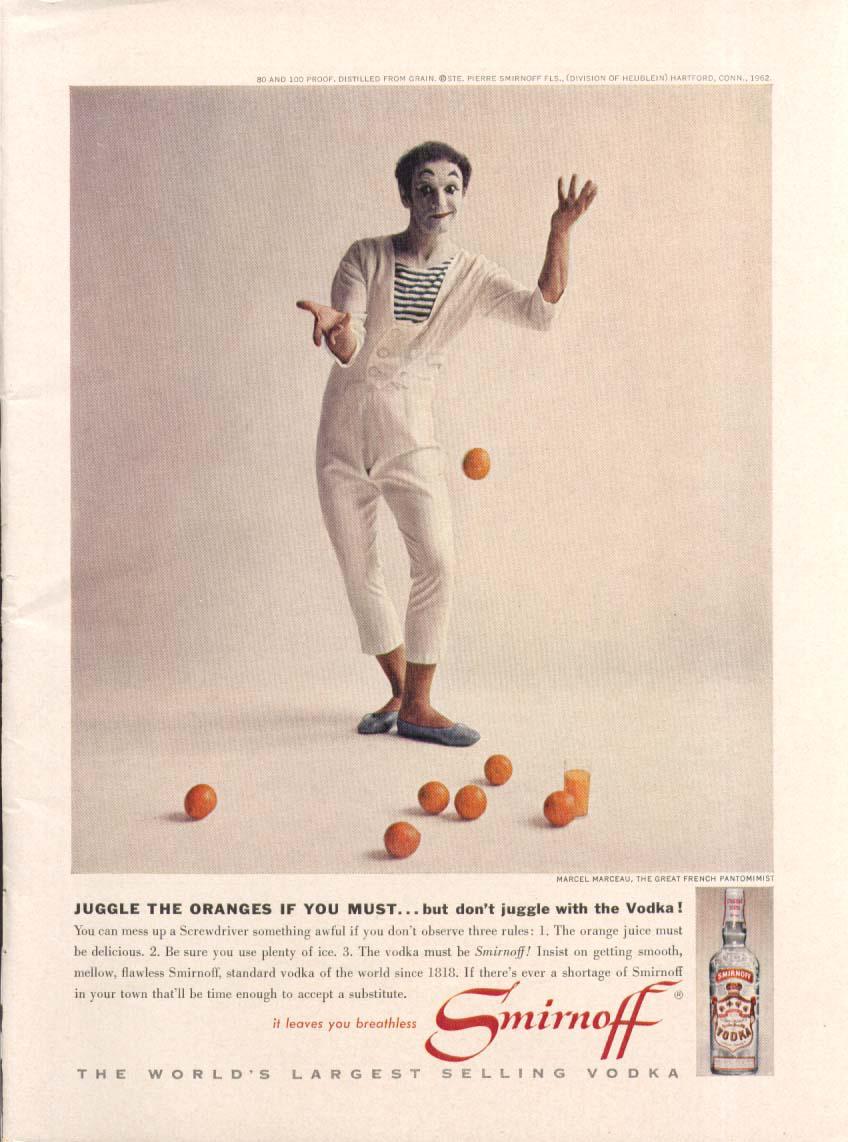 80 AND 100 PROOF. DISTILLED FROM GRAIN. ©STE. PIERRE SMIRNOFF FLS., (DIVISION OF HEUBLEIN) HARTFORD, CONN., 1962.
MARCEL MARCEAU, THE GREAT FRENCH PANTOMIMIST
JUGGLE THE ORANGES IF YOU MUST... but don't juggle with the Vodka!
You can mess up a Screwdriver something awful if you don't observe three rules: 1. The orange juice must
be delicious. 2. Be sure you use plenty of ice. 3. The vodka must be Smirnoff! Insist on getting smooth,
mellow, flawless Smirnoff, standard vodka of the world since 1818. If there's ever a shortage of Smirnoff
in your town that'll be time enough to accept a substitute.
it leaves you breathless
Smirnoff®
THE WORLD'S LARGEST SELLING VODKA
SMIRNOFF
VODKA